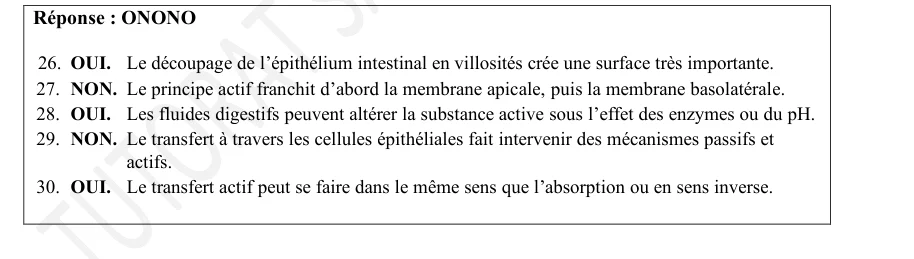 Réponse : ONONO
26. OUI. Le découpage de l'épithélium intestinal en villosités crée une surface très importante.
27. NON. Le principe actif franchit d'abord la membrane apicale, puis la membrane basolatérale.
28. OUI. Les fluides digestifs peuvent altérer la substance active sous l'effet des enzymes ou du pH.
29. NON. Le transfert à travers les cellules épithéliales fait intervenir des mécanismes passifs et
actifs.
30. OUI. Le transfert actif peut se faire dans le même sens que l'absorption ou en sens inverse.
TUTORAT